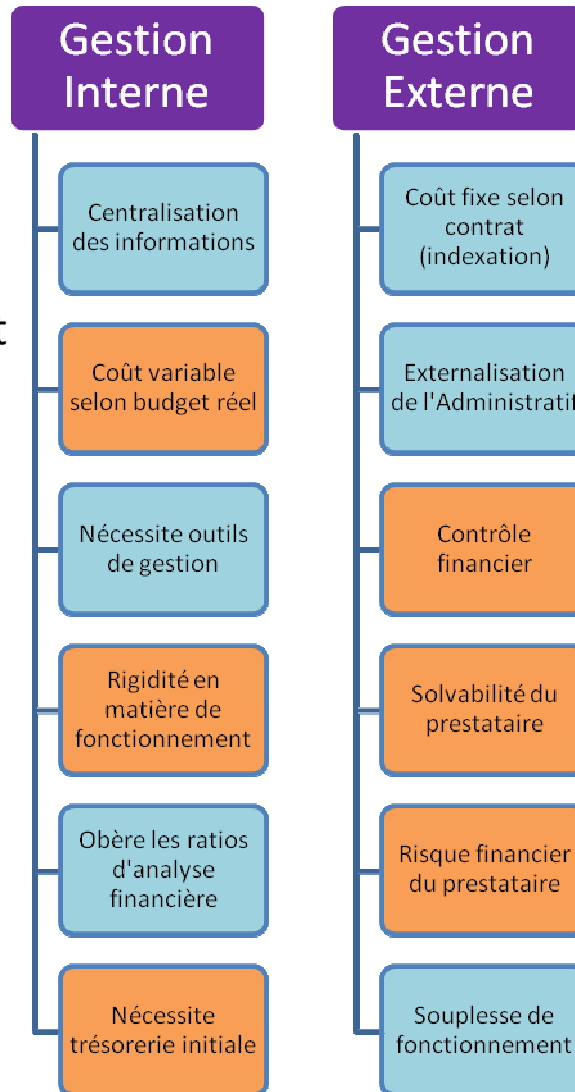 Gestion
Interne
Centralisation
des informations
Coût variable
selon budget réel
Nécessite outils
de gestion
Rigidité en
matière de
fonctionnement
Obère les ratios
d'analyse
financière
Nécessite
trésorerie initiale
Gestion
Externe
Coût fixe selon
contrat
(indexation)
Externalisation
de l'Administratif
Contrôle
financier
Solvabilité du
prestataire
Risque financier
du prestataire
Souplesse de
fonctionnement